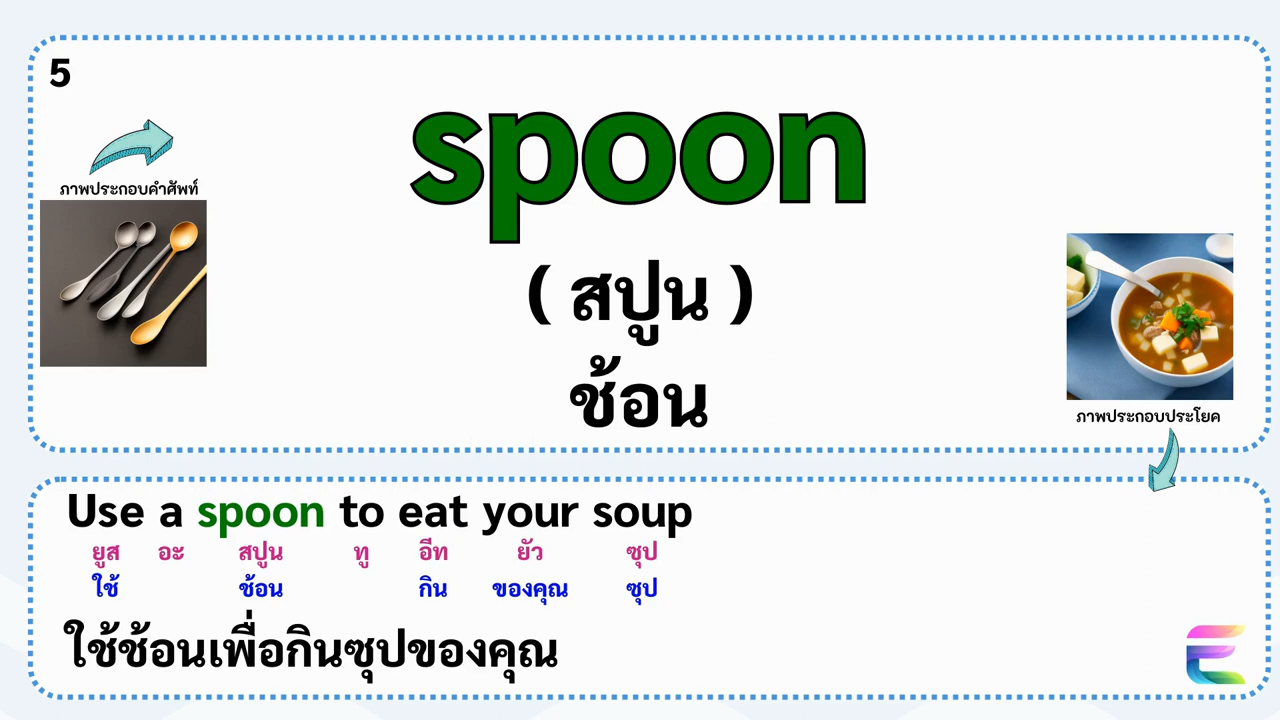 5
ภาพประกอบคำศัพท์
spoon
( สปูน )
ช้อน
ภาพประกอบประโยค
Use a spoon to eat your soup
ยูส อะ สปูน ทู อีท ยัว ซุป
ใช้ ช้อน กิน ของคุณ ซุป
ใช้ช้อนเพื่อกินซุปของคุณ